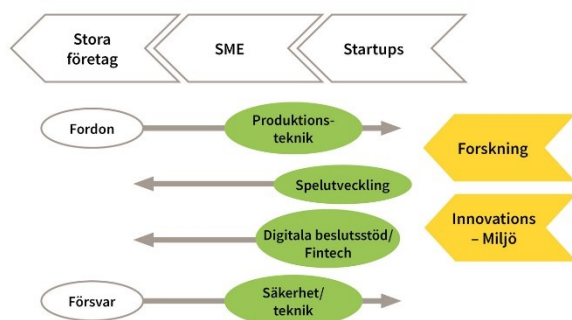 Stora
företag
SME
Startups
Fordon
Produktions-
teknik
Forskning
Spelutveckling
Digitala beslutsstöd/
Fintech
Innovations
– Miljö
Försvar
Säkerhet/
teknik